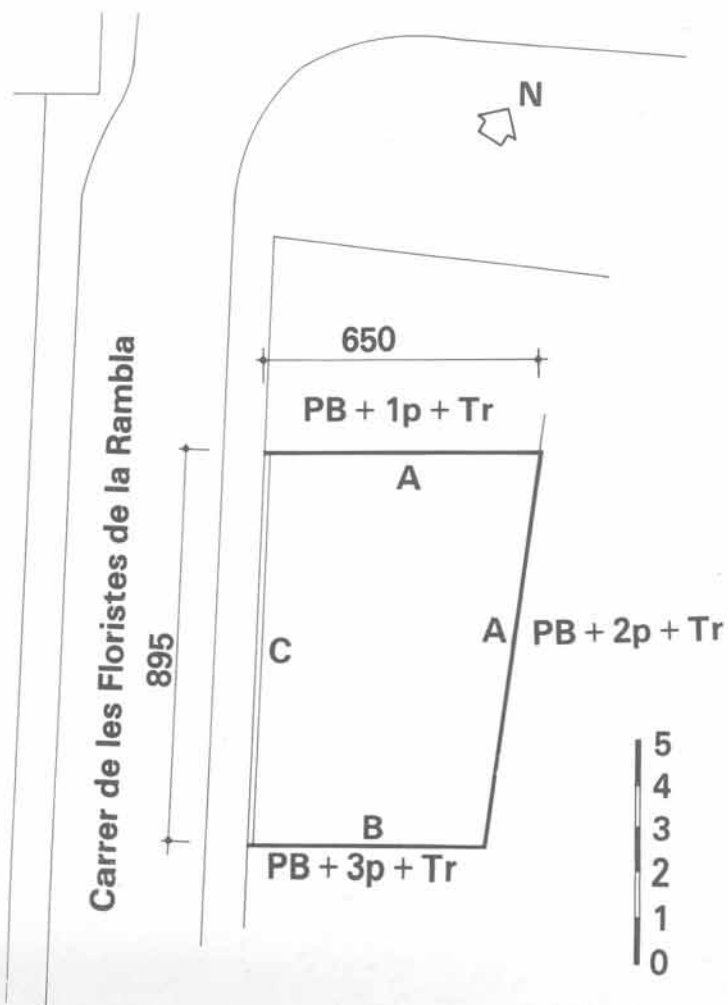 N
650
PB + 1p + Tr
A
Carrer de les Floristes de la Rambla
895
C
A
PB + 2p + Tr
B
PB + 3p + Tr
5
4
3
2
1
0